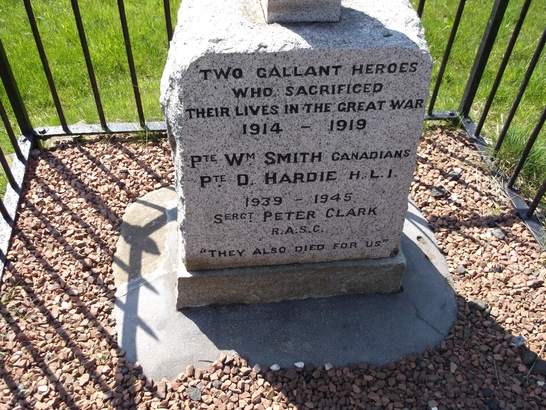 TWO GALLANT HEROES
WHO SACRIFICED
THEIR LIVES IN THE GREAT WAR
1914 - 1919
PTE WM SMITH CANADIANS
PTE D. HARDIE H.L.I.
1939 - 1945
SERGT PETER CLARK
R.A.S.C.
"THEY ALSO DIED FOR US"